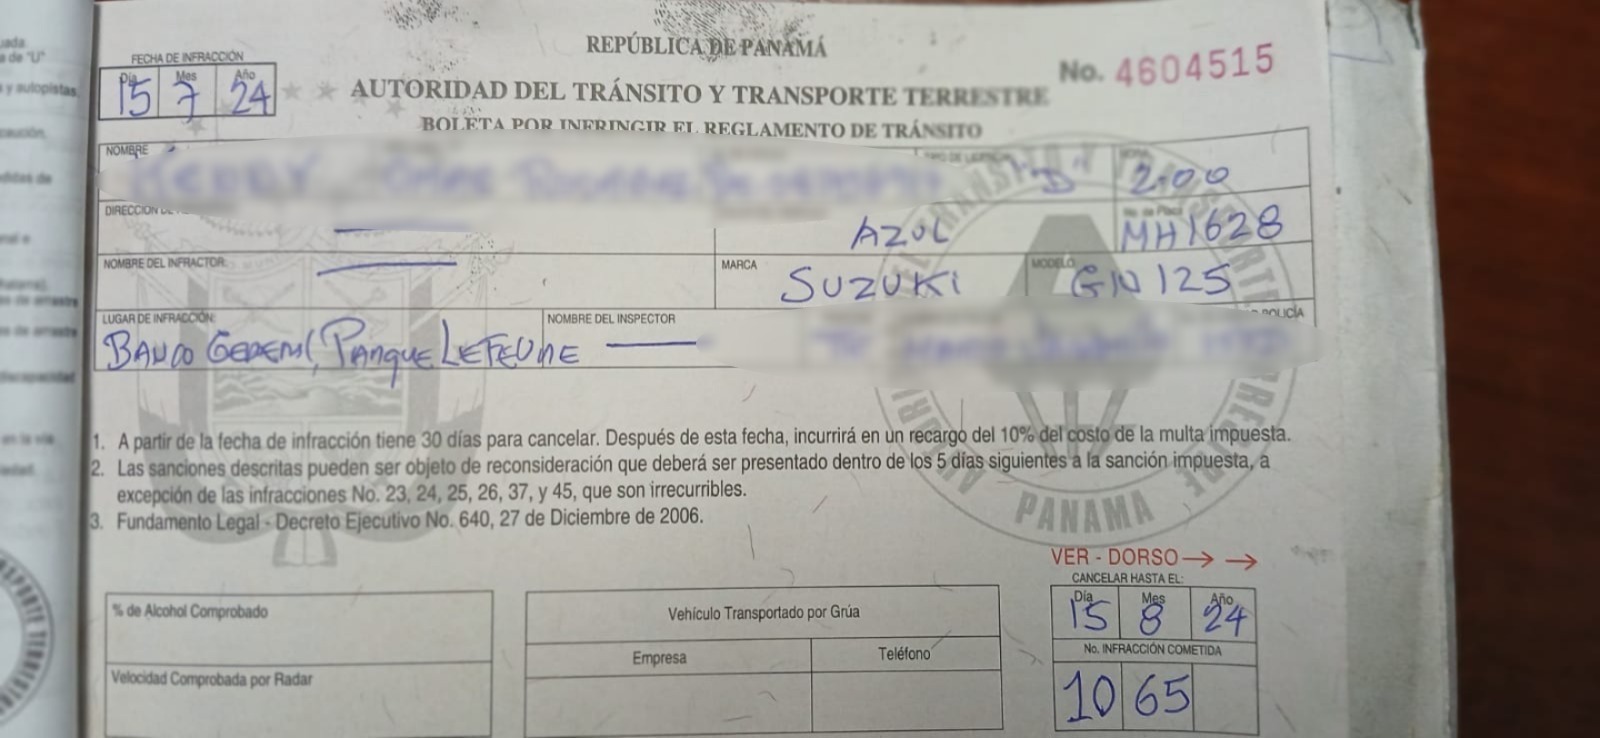 FECHA DE INFRACCIÓN
Día Mes Año
15 7 24
REPÚBLICA DE PANAMÁ
No. 4604515
AUTORIDAD DEL TRÁNSITO Y TRANSPORTE TERRESTRE
BOLETA POR INFRINGIR EL REGLAMENTO DE TRÁNSITO
NOMBRE
"D" 2:00
DIRECCIÓN
AZUL MH1628
NOMBRE DEL INFRACTOR: MARCA SUZUKI MODELO GN 125
LUGAR DE INFRACCIÓN: NOMBRE DEL INSPECTOR POLICÍA
PARQUE LEFEVRE
1. A partir de la fecha de infracción tiene 30 días para cancelar. Después de esta fecha, incurrirá en un recargo del 10% del costo de la multa impuesta.
2. Las sanciones descritas pueden ser objeto de reconsideración que deberá ser presentado dentro de los 5 días siguientes a la sanción impuesta, a
excepción de las infracciones No. 23, 24, 25, 26, 37, y 45, que son irrecurribles.
3. Fundamento Legal - Decreto Ejecutivo No. 640, 27 de Diciembre de 2006.
PANAMA
VER - DORSO
CANCELAR HASTA EL:
Día Mes Año
15 8 24
No. INFRACCIÓN COMETIDA
10 65
% de Alcohol Comprobado
Velocidad Comprobada por Radar
Vehículo Transportado por Grúa
Empresa Teléfono